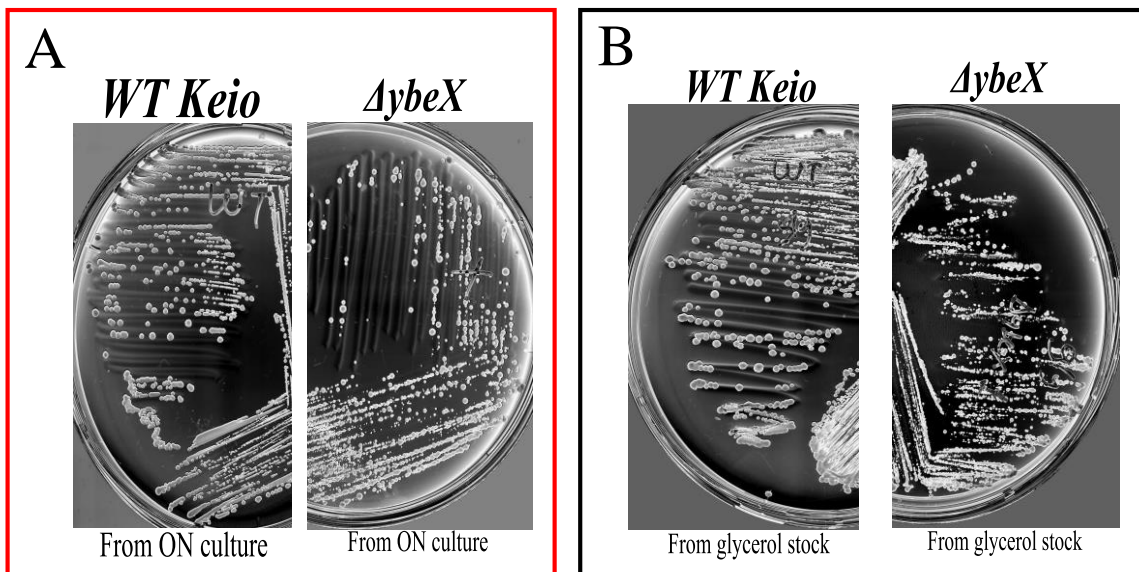 A
WT Keio
ΔybeX
WT
From ON culture
From ON culture
B
WT Keio
ΔybeX
WT
From glycerol stock
From glycerol stock